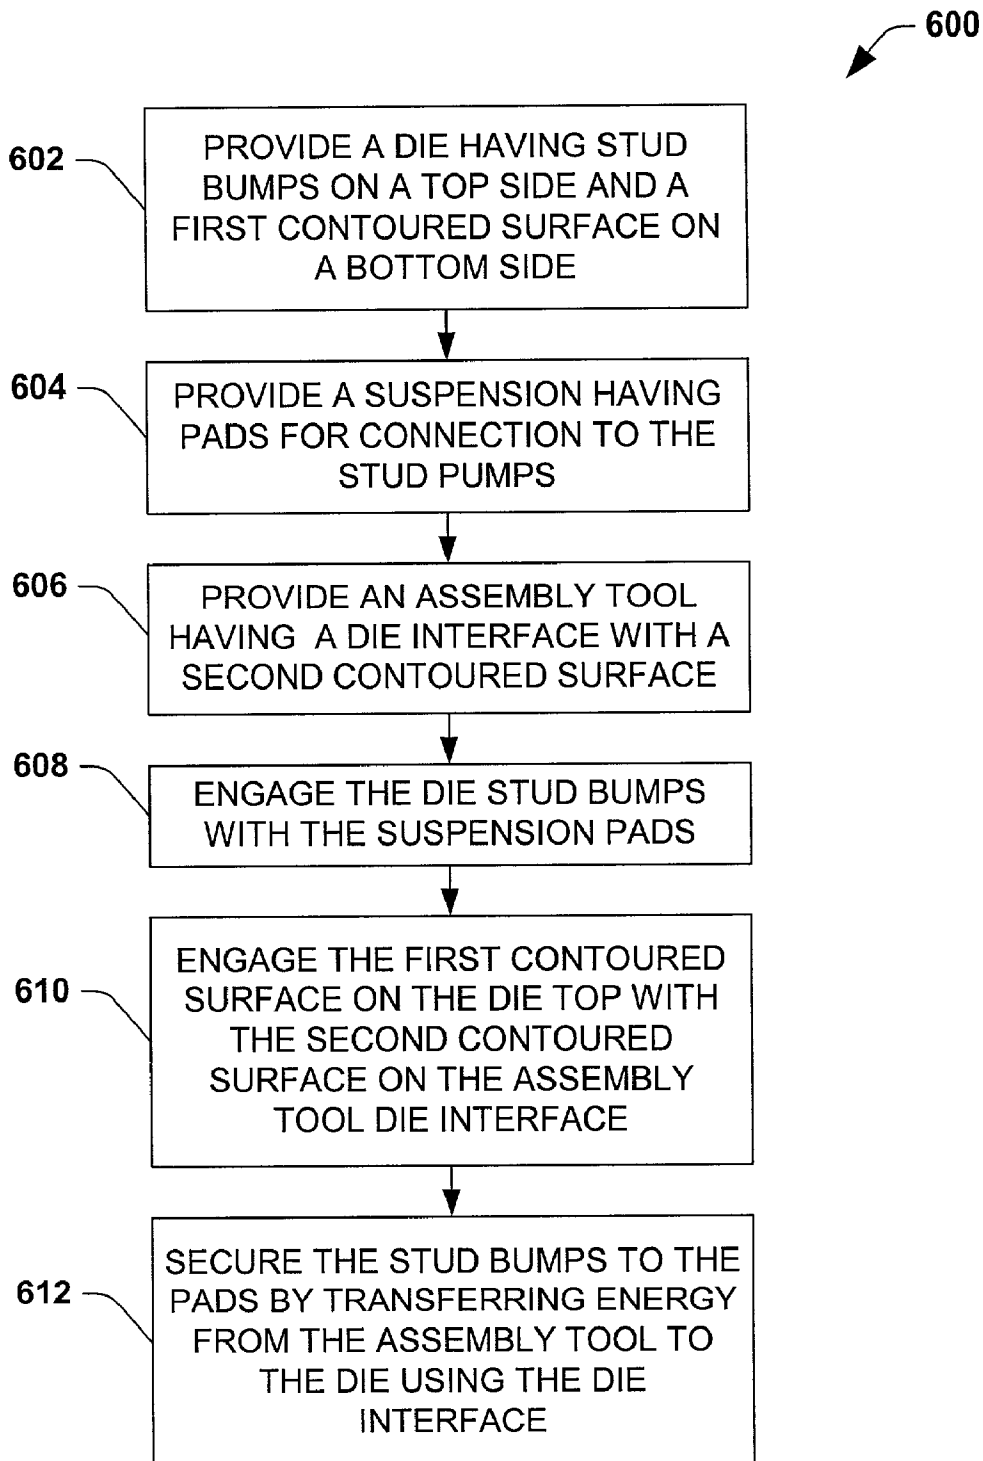 600
602
PROVIDE A DIE HAVING STUD
BUMPS ON A TOP SIDE AND A
FIRST CONTOURED SURFACE ON
A BOTTOM SIDE
604
PROVIDE A SUSPENSION HAVING
PADS FOR CONNECTION TO THE
STUD PUMPS
606
PROVIDE AN ASSEMBLY TOOL
HAVING A DIE INTERFACE WITH A
SECOND CONTOURED SURFACE
608
ENGAGE THE DIE STUD BUMPS
WITH THE SUSPENSION PADS
610
ENGAGE THE FIRST CONTOURED
SURFACE ON THE DIE TOP WITH
THE SECOND CONTOURED
SURFACE ON THE ASSEMBLY
TOOL DIE INTERFACE
612
SECURE THE STUD BUMPS TO THE
PADS BY TRANSFERRING ENERGY
FROM THE ASSEMBLY TOOL TO
THE DIE USING THE DIE
INTERFACE